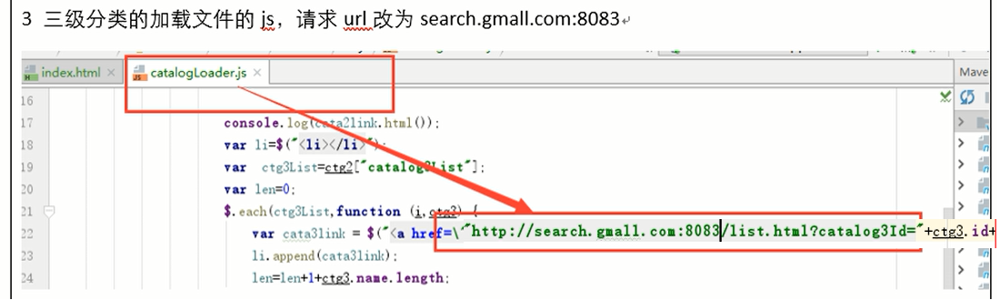 3 三级分类的加载文件的 js，请求 url 改为 search.gmall.com:8083
index.html × catalogLoader.js × Mave
16
17 console.log(cata2link.html());
18 var li=$("<li></li>");
19 var ctg3List=ctg2["catalog3List"];
20 var len=0;
21 $.each(ctg3List,function (i,ctg3) {
22 var cata3link = $("<a href=\"http://search.gmall.com:8083/list.html?catalog3Id="+ctg3.id+
23 li.append(cata3link);
24 len=len+1+ctg3.name.length;